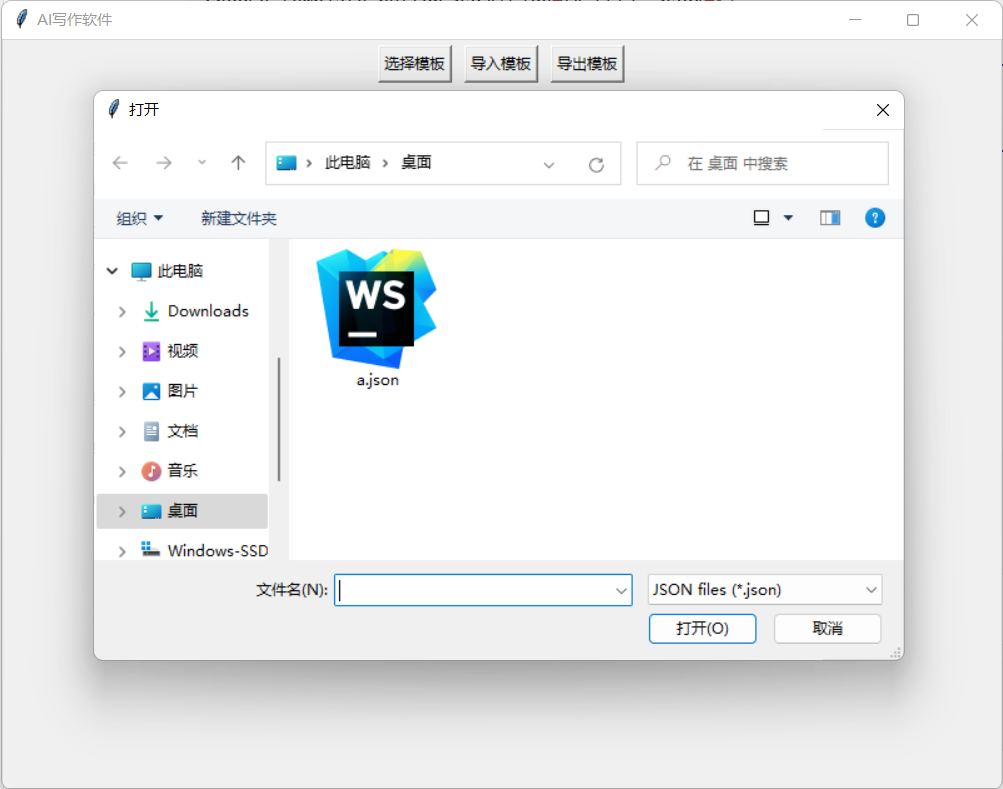 AI写作软件
选择模板 导入模板 导出模板
打开
此电脑 桌面
在 桌面 中搜索
组织 新建文件夹
此电脑
Downloads
视频
图片
文档
音乐
桌面
Windows-SSD
WS
a.json
文件名(N): JSON files (*.json)
打开(O) 取消